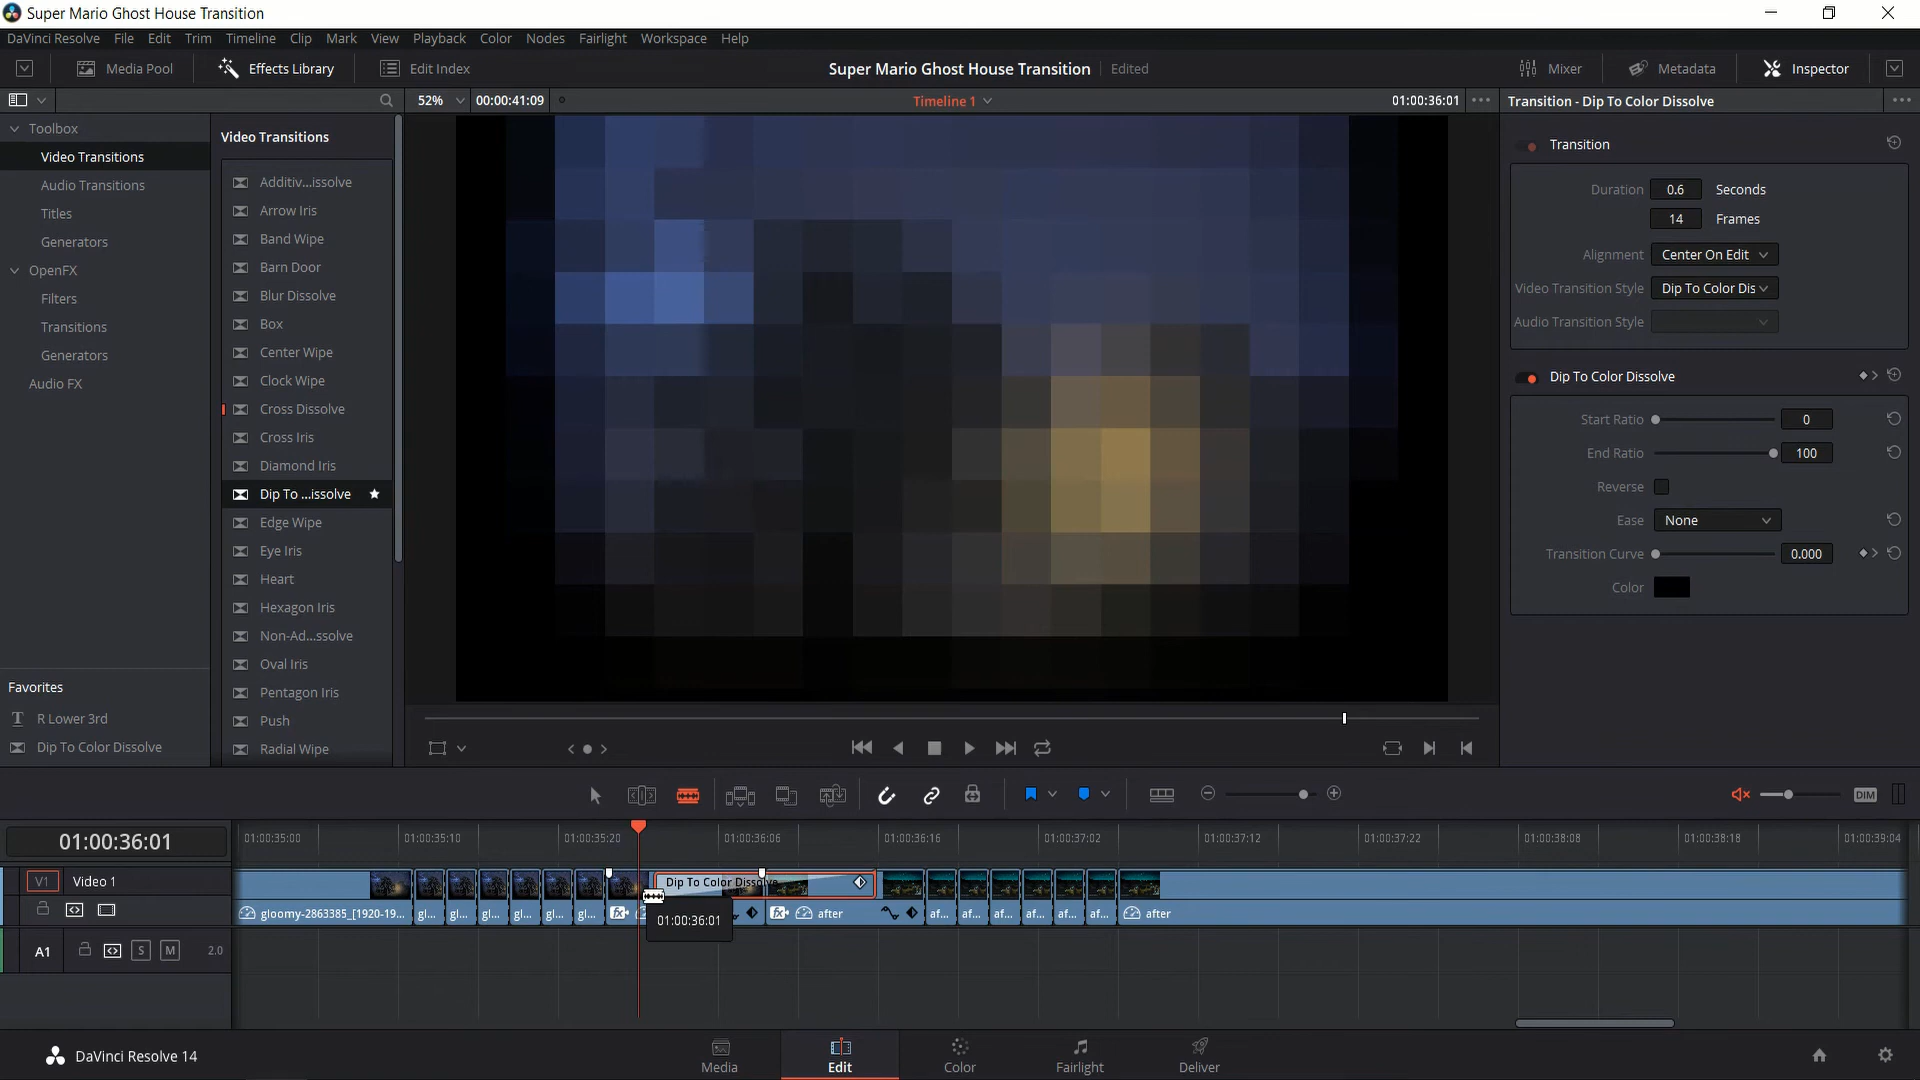 Super Mario Ghost House Transition
DaVinci Resolve File Edit Trim Timeline Clip Mark View Playback Color Nodes Fairlight Workspace Help
Media Pool Effects Library Edit Index Super Mario Ghost House Transition Edited Mixer Metadata Inspector
52% 00:00:41:09 Timeline 1 01:00:36:01 Transition - Dip To Color Dissolve
Toolbox
Video Transitions
Audio Transitions
Titles
Generators
OpenFX
Filters
Transitions
Generators
Audio FX
Favorites
R Lower 3rd
Dip To Color Dissolve
Video Transitions
Additiv...issolve
Arrow Iris
Band Wipe
Barn Door
Blur Dissolve
Box
Center Wipe
Clock Wipe
Cross Dissolve
Cross Iris
Diamond Iris
Dip To ...issolve
Edge Wipe
Eye Iris
Heart
Hexagon Iris
Non-Ad...ssolve
Oval Iris
Pentagon Iris
Push
Radial Wipe
Transition
Duration 0.6 Seconds
14 Frames
Alignment Center On Edit
Video Transition Style Dip To Color Dis
Audio Transition Style
Dip To Color Dissolve
Start Ratio 0
End Ratio 100
Reverse
Ease None
Transition Curve 0.000
Color
DIM
01:00:36:01 01:00:35:00 01:00:35:10 01:00:35:20 01:00:36:06 01:00:36:16 01:00:37:02 01:00:37:12 01:00:37:22 01:00:38:08 01:00:38:18 01:00:39:04
V1 Video 1 Dip To Color Dissolve
gloomy-2863385_[1920-19... gl... gl... gl... gl... gl... gl... fx fx after af... af... af... af... af... af... after
01:00:36:01
A1 S M 2.0
DaVinci Resolve 14 Media Edit Color Fairlight Deliver